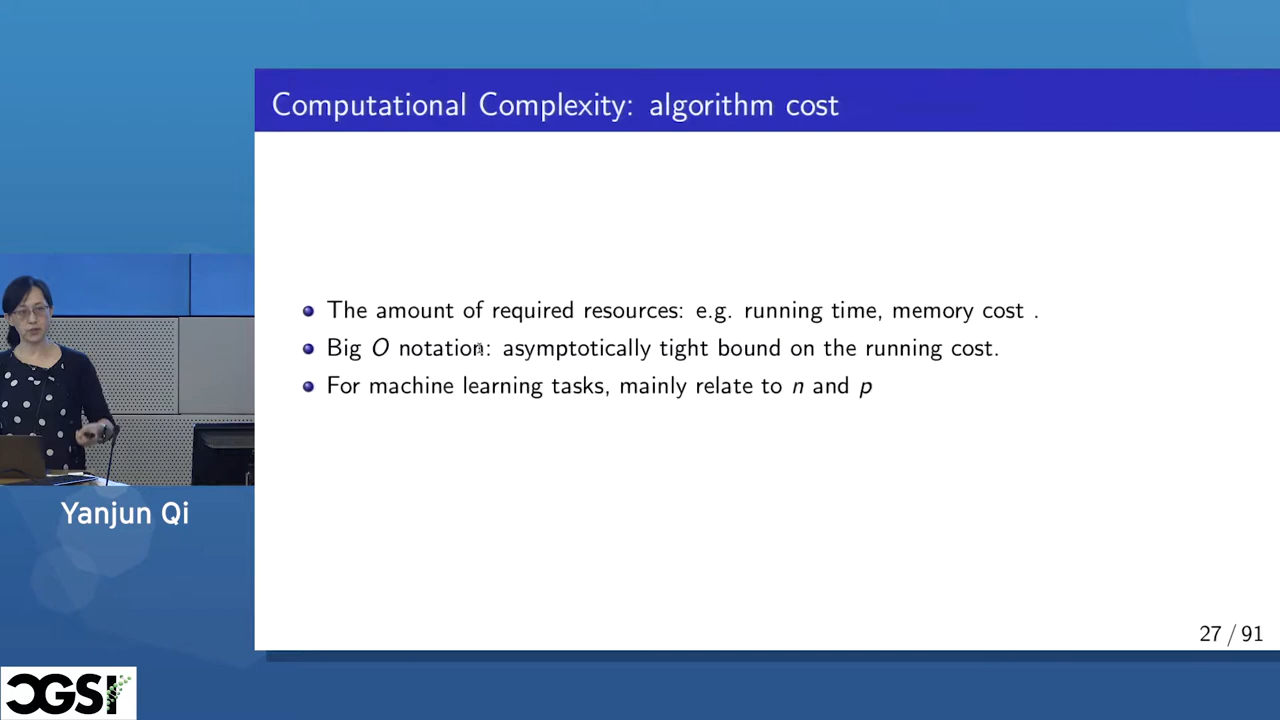 Computational Complexity: algorithm cost
The amount of required resources: e.g. running time, memory cost .
Big O notation: asymptotically tight bound on the running cost.
For machine learning tasks, mainly relate to n and p
Yanjun Qi
27 / 91
CGSI